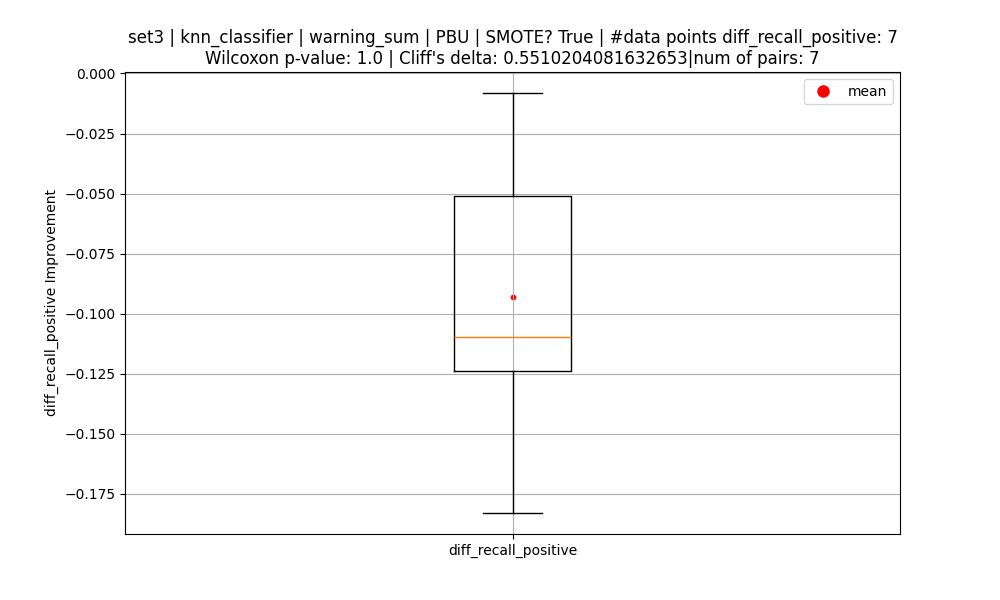 set3 | knn_classifier | warning_sum | PBU | SMOTE? True | #data points diff_recall_positive: 7
Wilcoxon p-value: 1.0 | Cliff's delta: 0.5510204081632653|num of pairs: 7
mean
diff_recall_positive Improvement
0.000
−0.025
−0.050
−0.075
−0.100
−0.125
−0.150
−0.175
diff_recall_positive